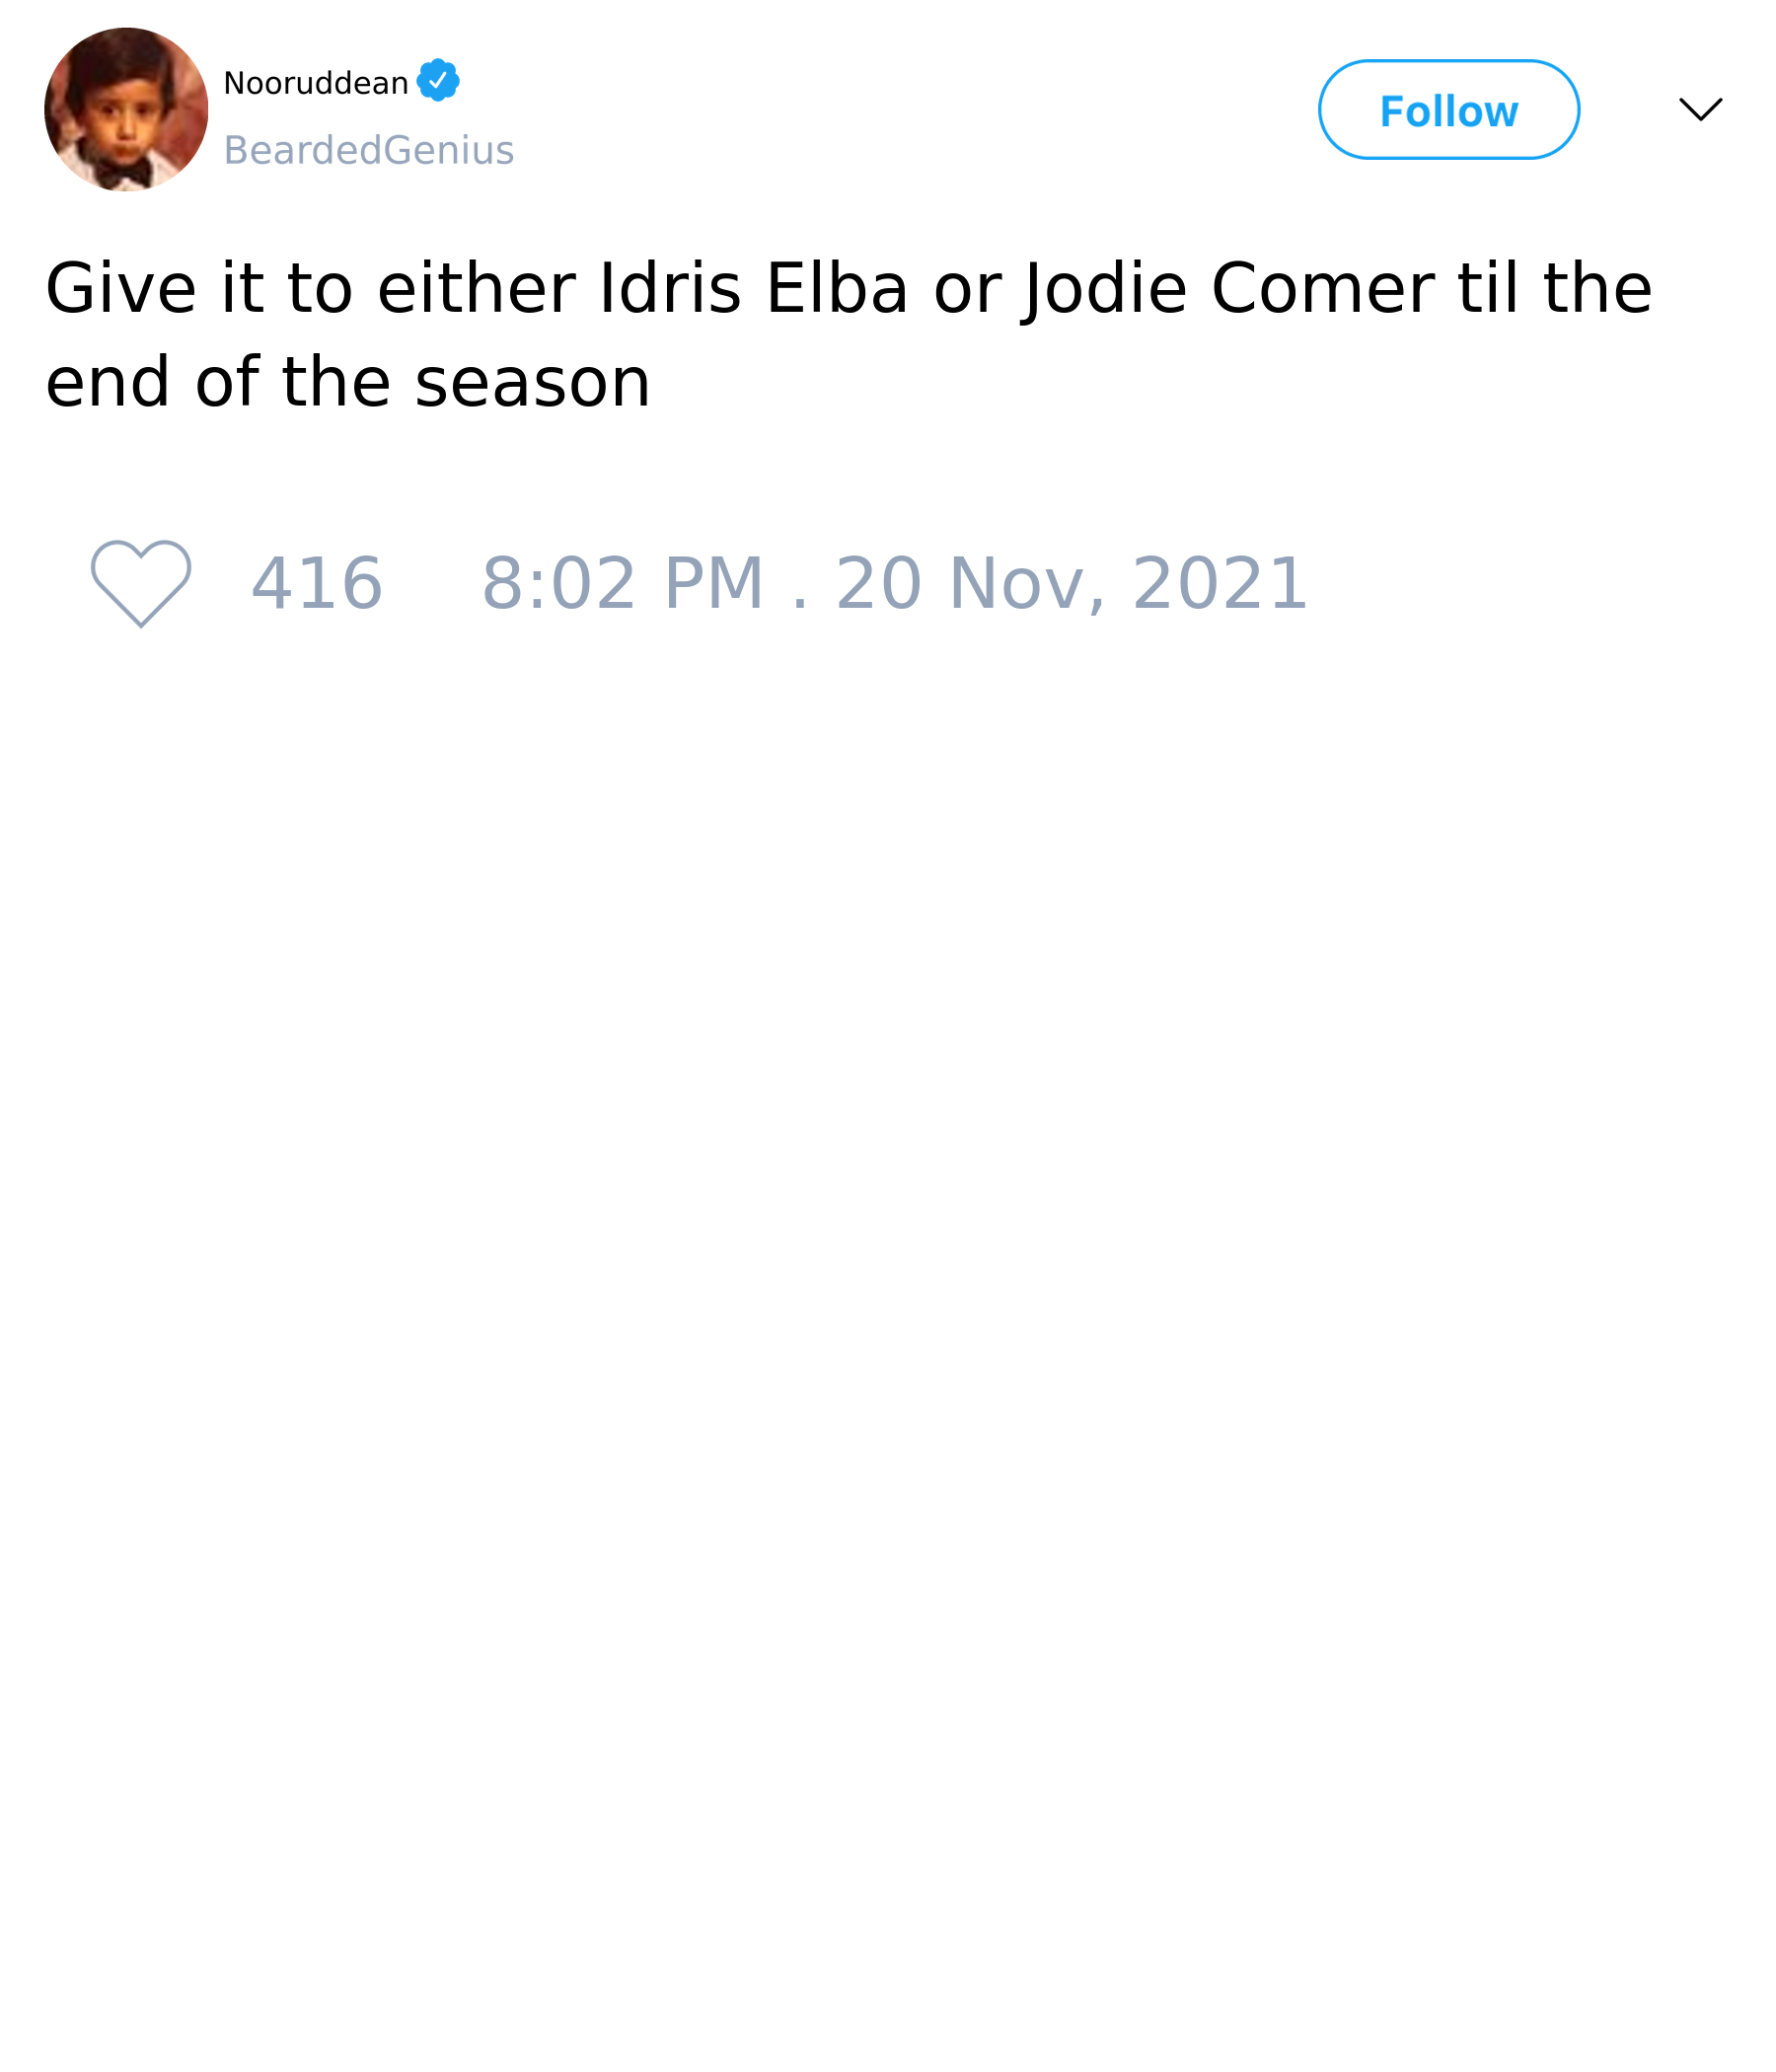 Nooruddean
BeardedGenius
Follow
Give it to either Idris Elba or Jodie Comer til the
end of the season
416 8:02 PM . 20 Nov, 2021